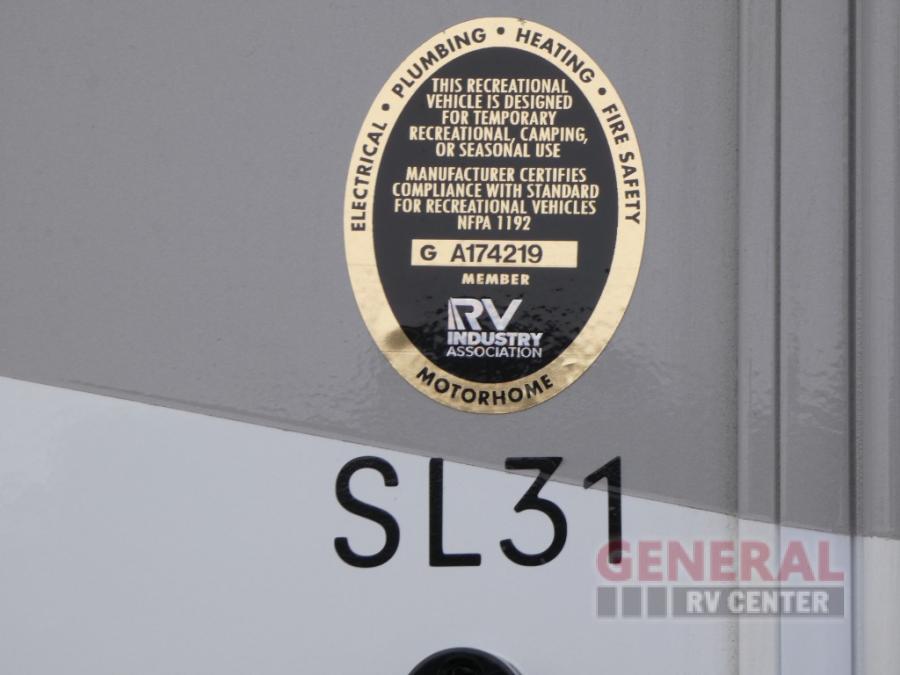 ELECTRICAL • PLUMBING • HEATING • FIRE SAFETY
THIS RECREATIONAL
VEHICLE IS DESIGNED
FOR TEMPORARY
RECREATIONAL, CAMPING,
OR SEASONAL USE
MANUFACTURER CERTIFIES
COMPLIANCE WITH STANDARD
FOR RECREATIONAL VEHICLES
NFPA 1192
G A174219
MEMBER
RV
INDUSTRY
ASSOCIATION
MOTORHOME
SL31
GENERAL
RV CENTER